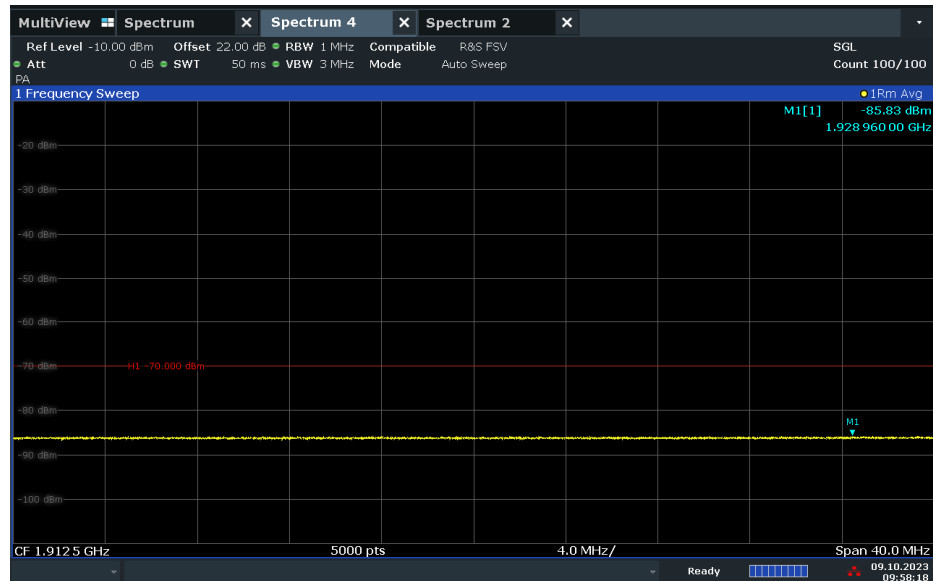 MultiView Spectrum X Spectrum 4 X Spectrum 2 X
Ref Level -10.00 dBm Offset 22.00 dB RBW 1 MHz Compatible R&S FSV SGL
Att 0 dB SWT 50 ms VBW 3 MHz Mode Auto Sweep Count 100/100
PA
1 Frequency Sweep 1Rm Avg
M1[1] -85.83 dBm
1.928 960 00 GHz
-20 dBm
-30 dBm
-40 dBm
-50 dBm
-60 dBm
-70 dBm H1 -70.000 dBm
-80 dBm
M1
-90 dBm
-100 dBm
CF 1.9125 GHz 5000 pts 4.0 MHz/ Span 40.0 MHz
Ready 09.10.2023
09:58:18